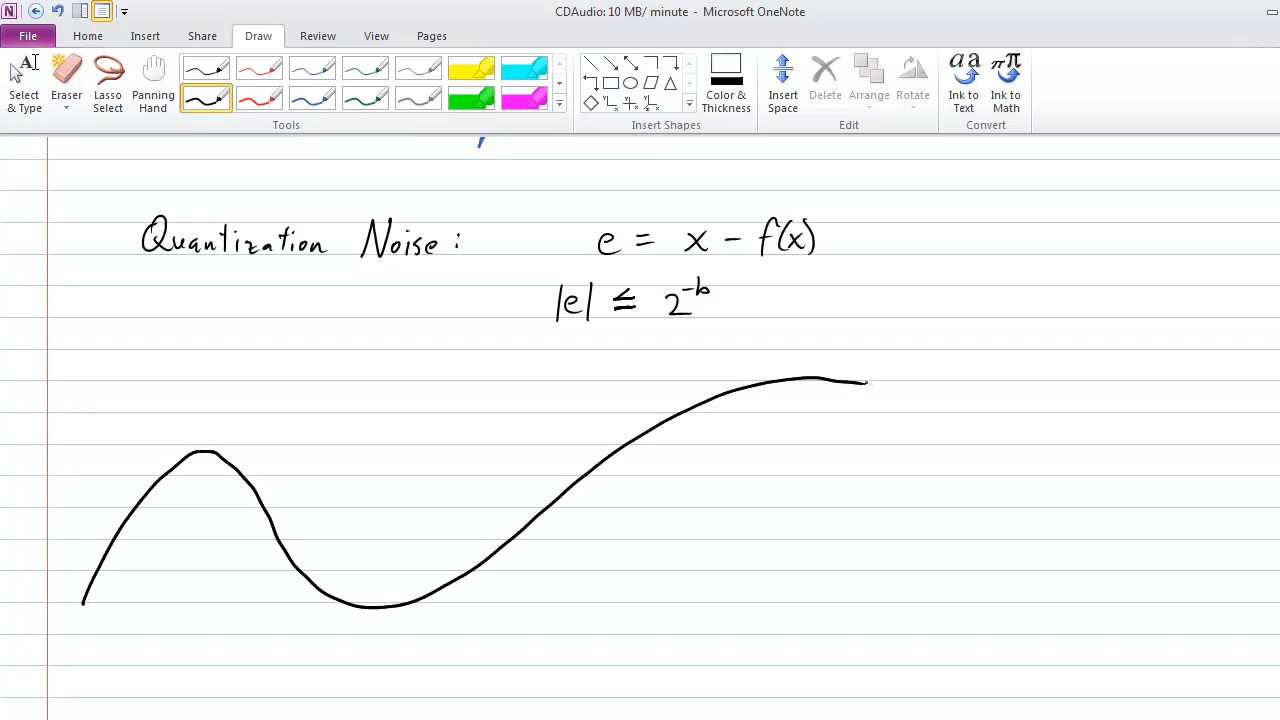 CDAudio: 10 MB/ minute - Microsoft OneNote
File Home Insert Share Draw Review View Pages
Select & Type Eraser Lasso Select Panning Hand Color & Thickness Insert Space Delete Arrange Rotate Ink to Text Ink to Math
Tools Insert Shapes Edit Convert
Quantization Noise: e = x - f(x)
|e| ≤ 2^{-b}